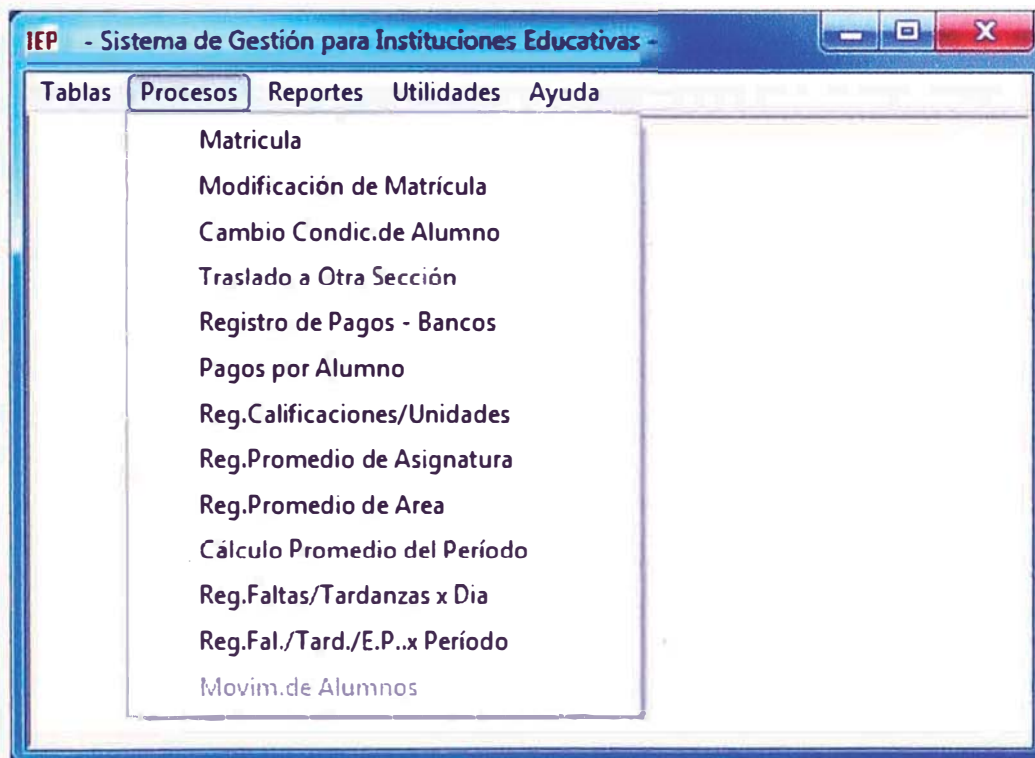 IEP - Sistema de Gestión para Instituciones Educativas -
Tablas Procesos Reportes Utilidades Ayuda
Matricula
Modificación de Matrícula
Cambio Condic.de Alumno
Traslado a Otra Sección
Registro de Pagos - Bancos
Pagos por Alumno
Reg.Calificaciones/Unidades
Reg.Promedio de Asignatura
Reg.Promedio de Area
Cálculo Promedio del Período
Reg.Faltas/Tardanzas x Dia
Reg.Fal./Tard./E.P..x Período
Movim.de Alumnos